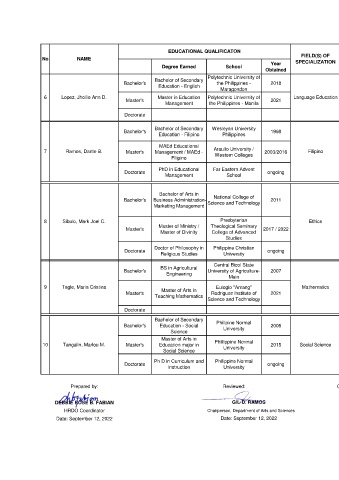 EDUCATIONAL QUALIFICATON
No
NAME
FIELD(S) OF
SPECIALIZATION
Degree Earned
School
Year
Obtained
6
Lopez, Jhollie Ann D.
Bachelor's
Bachelor of Secondary
Education - English
Polytechnic University of
the Philippines -
Maragondon
2018
Master's
Master in Education
Management
Polytechnic University of
the Philippines - Manila
2021
Language Education
Doctorate
7
Ramos, Dante B.
Bachelor's
Bachelor of Secondary
Education - Filipino
Wesleyan University
Philippines
1998
Master's
MAEd Educational
Management / MAEd -
Filipino
Araullo University /
Western Colleges
2003/2016
Filipino
Doctorate
PhD in Educational
Management
Far Eastern Advent
School
ongoing
8
Sibulo, Mark Joel C.
Bachelor's
Bachelor of Arts in
Business Administration-
Marketing Management
National College of
Science and Technology
2011
Master's
Master of Ministry /
Master of Divinity
Presbyterian
Theological Seminary
College of Advanced
Studies
2017 / 2022
Ethics
Doctorate
Doctor of Philosophy in
Religious Studies
Philippine Christian
University
ongoing
9
Bachelor's
BS in Agricultural
Engineering
Central Bicol State
University of Agriculture-
Main
2007
Master's
Master of Arts in
Teaching Mathematics
Eulogio "Amang"
Rodriguez Institute of
Science and Technology
2021
Mathematics
Doctorate
10
Tangalin, Marlou M.
Bachelor's
Bachelor of Secondary
Education - Social
Science
Philippine Normal
University
2006
Master's
Master of Arts in
Education major in
Social Science
Philippine Normal
University
2015
Social Science
Doctorate
Ph D in Curriculum and
Instruction
Philippine Normal
University
ongoing
Prepared by:
Reviewed:
FABIAN
GIL D. RAMOS
HRDO Coordinator
Chairperson, Department of Arts and Sciences
Date: September 12, 2022
Date: September 12, 2022